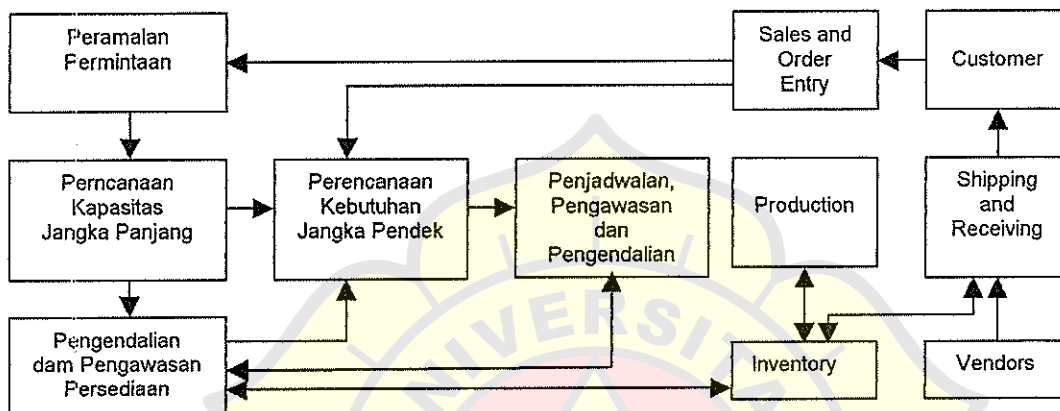 Peramalan
Fermintaan
Sales and
Order
Entry
Customer
Perncanaan
Kapasitas
Jangka Panjang
Perencanaan
Kebutuhan
Jangka Pendek
Penjadwalan,
Pengawasan
dan
Pengendalian
Production
Shipping
and
Receiving
Pengendalian
dam Pengawasan
Persediaan
Inventory
Vendors
UNIVERSITA